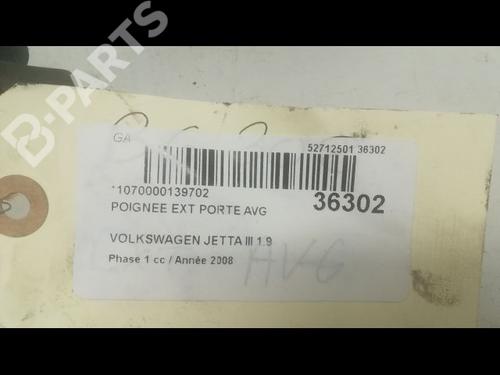 B-PARTS
GA
52712501 36302
*1070000139702
36302
POIGNEE EXT PORTE AVG
VOLKSWAGEN JETTA III 1.9
Phase 1 cc / Année 2008